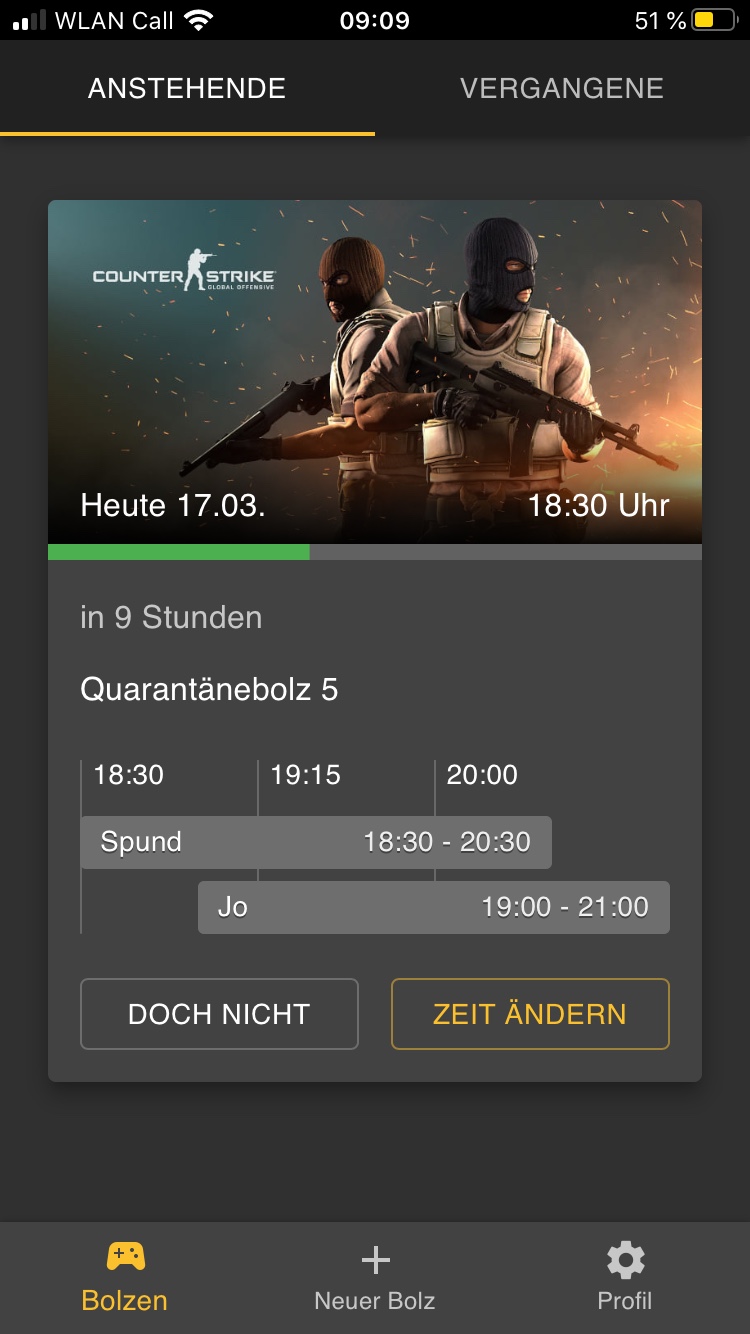 WLAN Call 09:09 51 %
ANSTEHENDE VERGANGENE
COUNTER STRIKE
GLOBAL OFFENSIVE
Heute 17.03. 18:30 Uhr
in 9 Stunden
Quarantänebolz 5
18:30 19:15 20:00
Spund 18:30 - 20:30
Jo 19:00 - 21:00
DOCH NICHT ZEIT ÄNDERN
Bolzen Neuer Bolz Profil